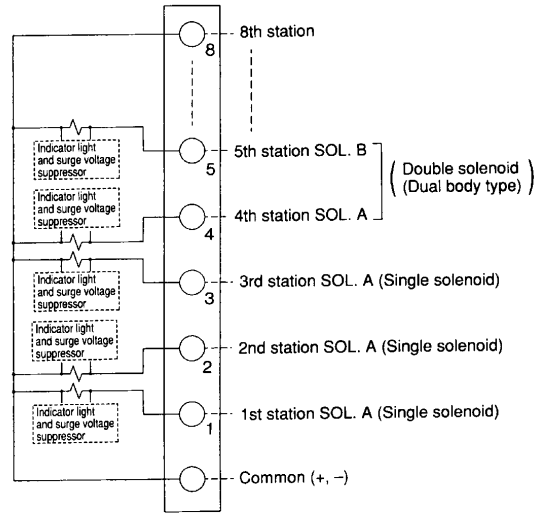 8 8th station
Indicator light
and surge voltage
suppressor
5 5th station SOL. B
Double solenoid
(Dual body type)
Indicator light
and surge voltage
suppressor
4 4th station SOL. A
Indicator light
and surge voltage
suppressor
3 3rd station SOL. A (Single solenoid)
Indicator light
and surge voltage
suppressor
2 2nd station SOL. A (Single solenoid)
Indicator light
and surge voltage
suppressor
1 1st station SOL. A (Single solenoid)
Common (+, −)